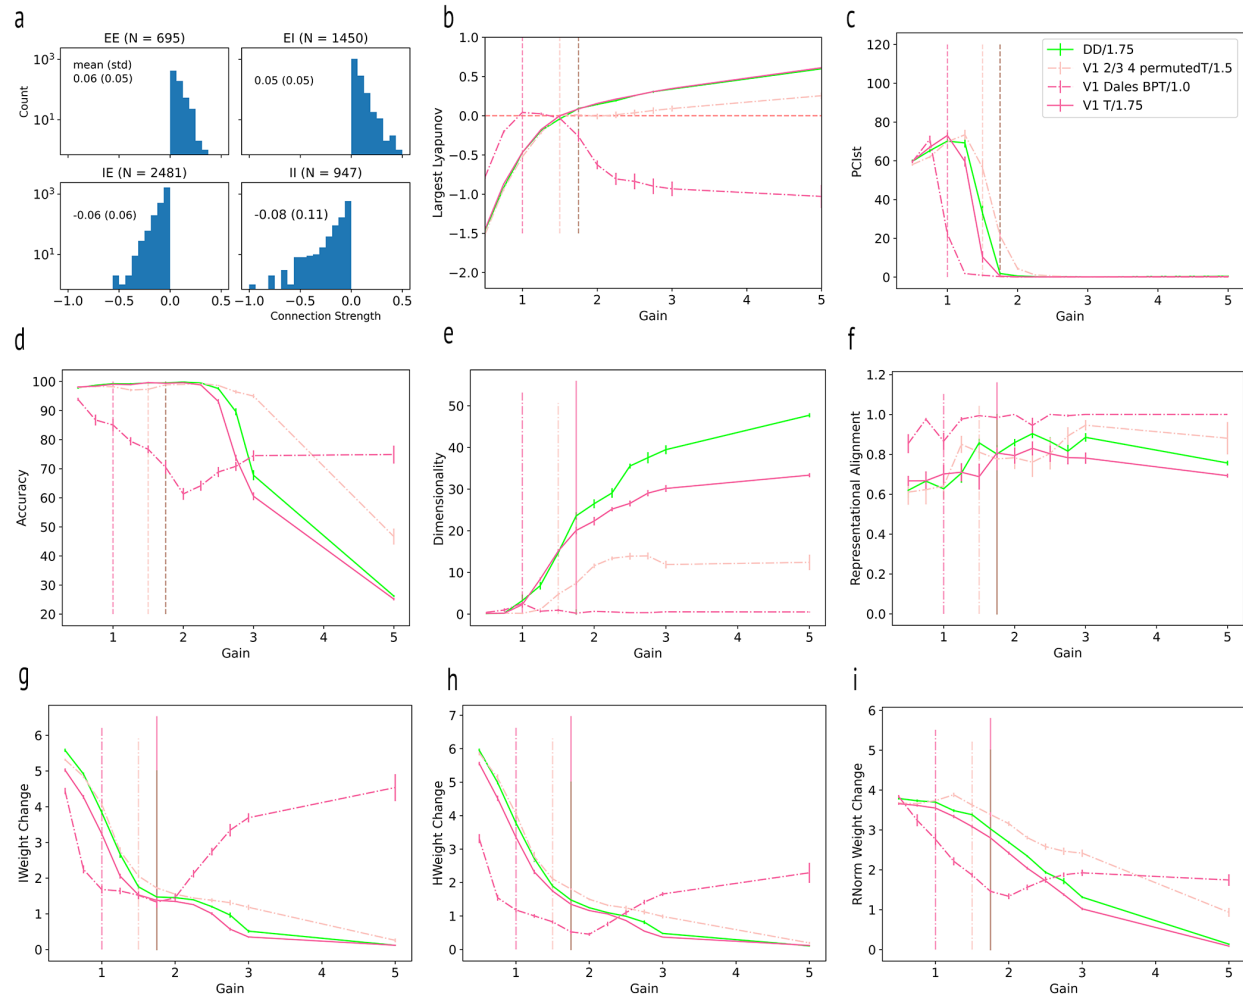 a
EE (N = 695)
EI (N = 1450)
mean (std)
0.06 (0.05)
0.05 (0.05)
Count
10³
10¹
IE (N = 2481)
II (N = 947)
-0.06 (0.06)
-0.08 (0.11)
10³
10¹
−1.0 −0.5 0.0 0.5
−1.0 −0.5 0.0 0.5
Connection Strength
b
1.0
0.5
0.0
−0.5
−1.0
−1.5
−2.0
Largest Lyapunov
1 2 3 4 5
Gain
c
120
100
80
60
40
20
0
PCIst
DD/1.75
V1 2/3 4 permutedT/1.5
V1 Dales BPT/1.0
V1 T/1.75
1 2 3 4 5
Gain
d
100
90
80
70
60
50
40
30
20
Accuracy
1 2 3 4 5
Gain
e
50
40
30
20
10
0
Dimensionality
1 2 3 4 5
Gain
f
1.2
1.0
0.8
0.6
0.4
0.2
0.0
Representational Alignment
1 2 3 4 5
Gain
g
6
5
4
3
2
1
0
IWeight Change
1 2 3 4 5
Gain
h
7
6
5
4
3
2
1
0
HWeight Change
1 2 3 4 5
Gain
i
6
5
4
3
2
1
0
RNorm Weight Change
1 2 3 4 5
Gain